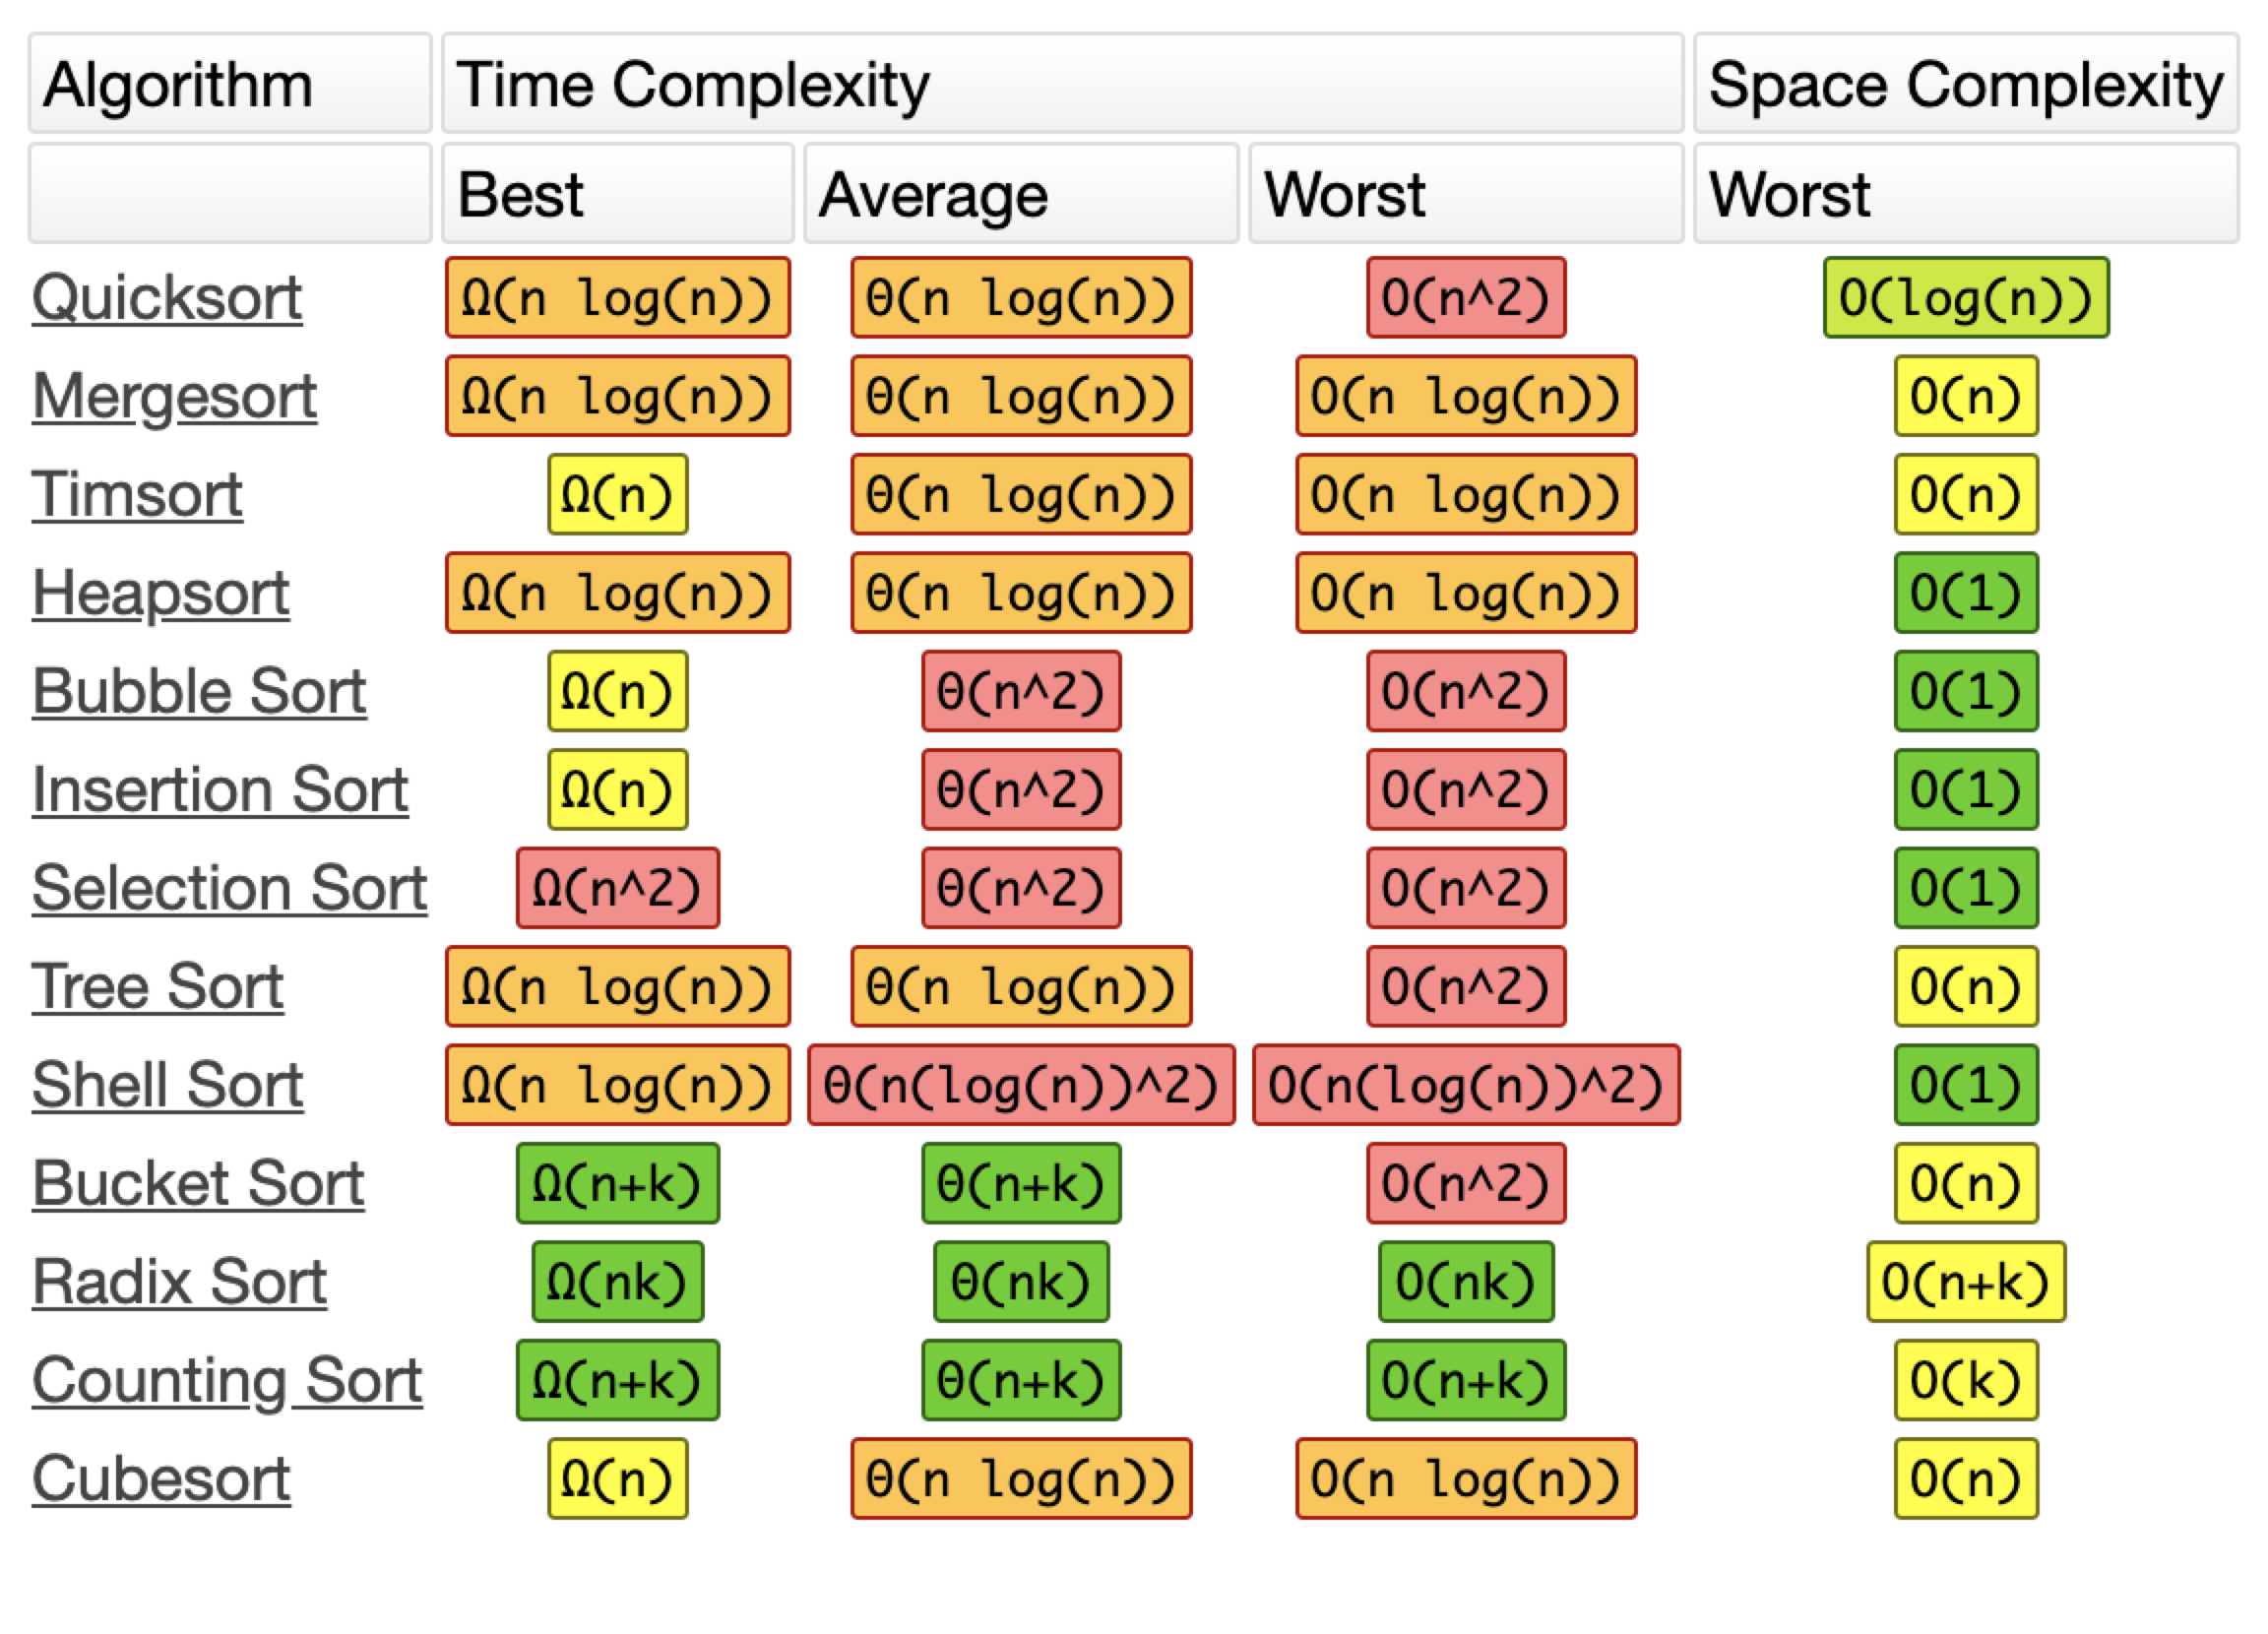 Algorithm Time Complexity Space Complexity
Best Average Worst Worst
Quicksort Ω(n log(n)) Θ(n log(n)) O(n^2) O(log(n))
Mergesort Ω(n log(n)) Θ(n log(n)) O(n log(n)) O(n)
Timsort Ω(n) Θ(n log(n)) O(n log(n)) O(n)
Heapsort Ω(n log(n)) Θ(n log(n)) O(n log(n)) O(1)
Bubble Sort Ω(n) Θ(n^2) O(n^2) O(1)
Insertion Sort Ω(n) Θ(n^2) O(n^2) O(1)
Selection Sort Ω(n^2) Θ(n^2) O(n^2) O(1)
Tree Sort Ω(n log(n)) Θ(n log(n)) O(n^2) O(n)
Shell Sort Ω(n log(n)) Θ(n(log(n))^2) O(n(log(n))^2) O(1)
Bucket Sort Ω(n+k) Θ(n+k) O(n^2) O(n)
Radix Sort Ω(nk) Θ(nk) O(nk) O(n+k)
Counting Sort Ω(n+k) Θ(n+k) O(n+k) O(k)
Cubesort Ω(n) Θ(n log(n)) O(n log(n)) O(n)